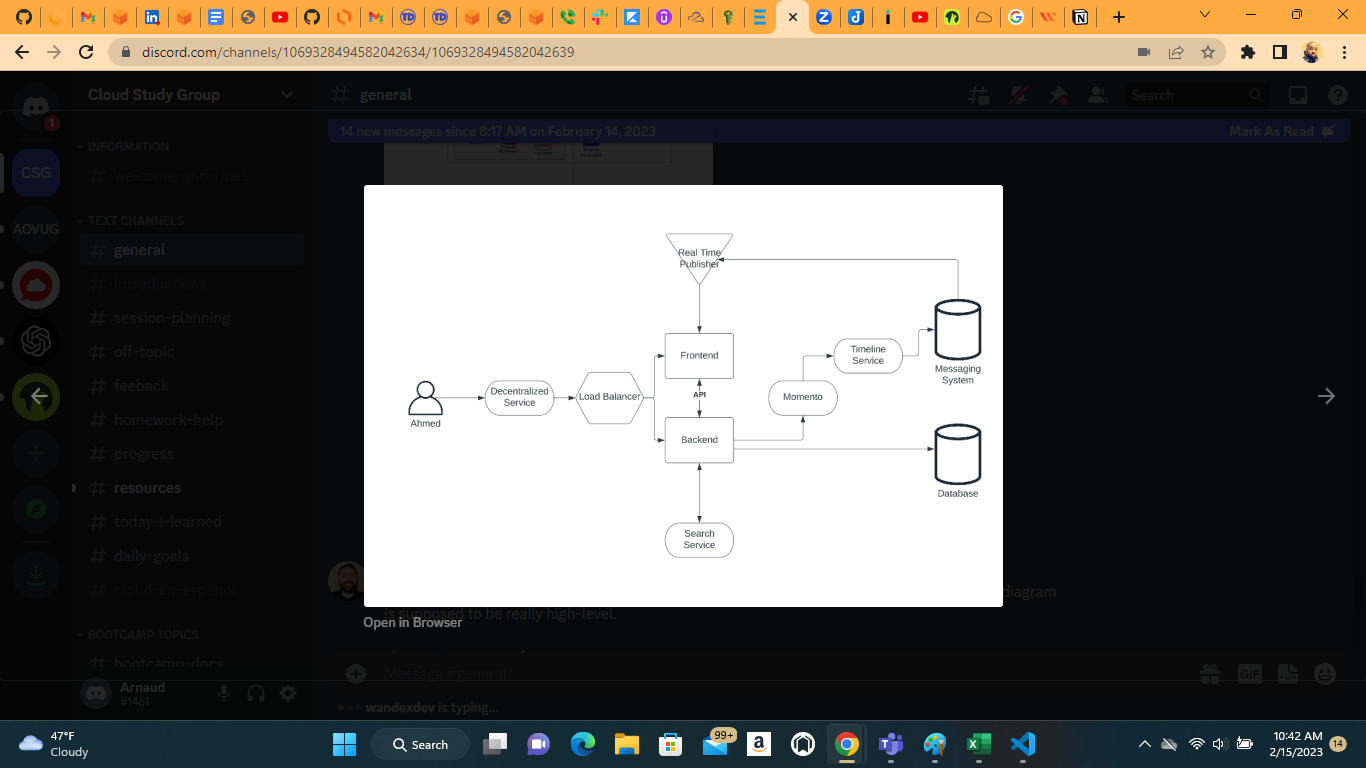 discord.com/channels/1069328494582042634/1069328494582042639
Cloud Study Group
general
Search
1
14 new messages since 8:17 AM on February 14, 2023
Mark As Read
INFORMATION
welcome-and-rules
CSG
TEXT CHANNELS
AOVUG
general
introductions
session-planning
off-topic
feeback
homework-help
progress
resources
today-i-learned
daily-goals
cloud-en-espanol
BOOTCAMP TOPICS
bootcamp-docs
Arnaud
#1461
Real Time
Publisher
Frontend
API
Backend
Search
Service
Ahmed
Decentralized
Service
Load Balancer
Momento
Timeline
Service
Messaging
System
Database
diagram
is supposed to be really high-level.
Open in Browser
Message #general
GIF
wandexdev is typing...
47°F
Cloudy
Search
99+
10:42 AM
2/15/2023
14